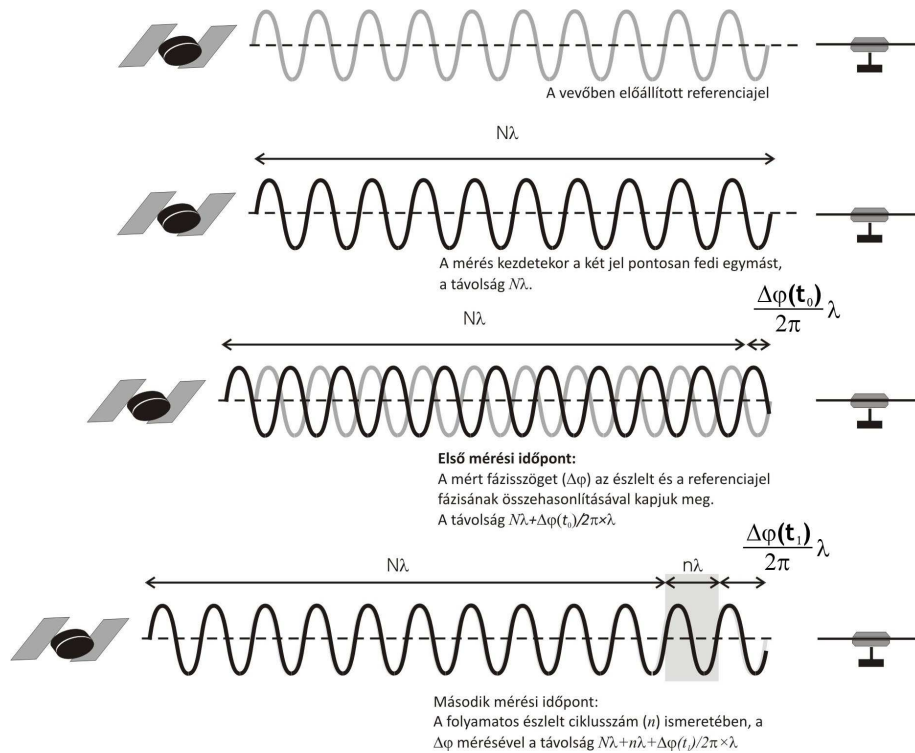 A vevőben előállított referenciajel
Nλ
A mérés kezdetekor a két jel pontosan fedi egymást,
a távolság Nλ.
Nλ
Δφ(t₀)/2π λ
Első mérési időpont:
A mért fázisszöget (Δφ) az észlelt és a referenciajel
fázisának összehasonlításával kapjuk meg.
A távolság Nλ+Δφ(t₀)/2π×λ
Nλ
nλ
Δφ(t₁)/2π λ
Második mérési időpont:
A folyamatos észlelt ciklusszám (n) ismeretében, a
Δφ mérésével a távolság Nλ+nλ+Δφ(t₁)/2π×λ